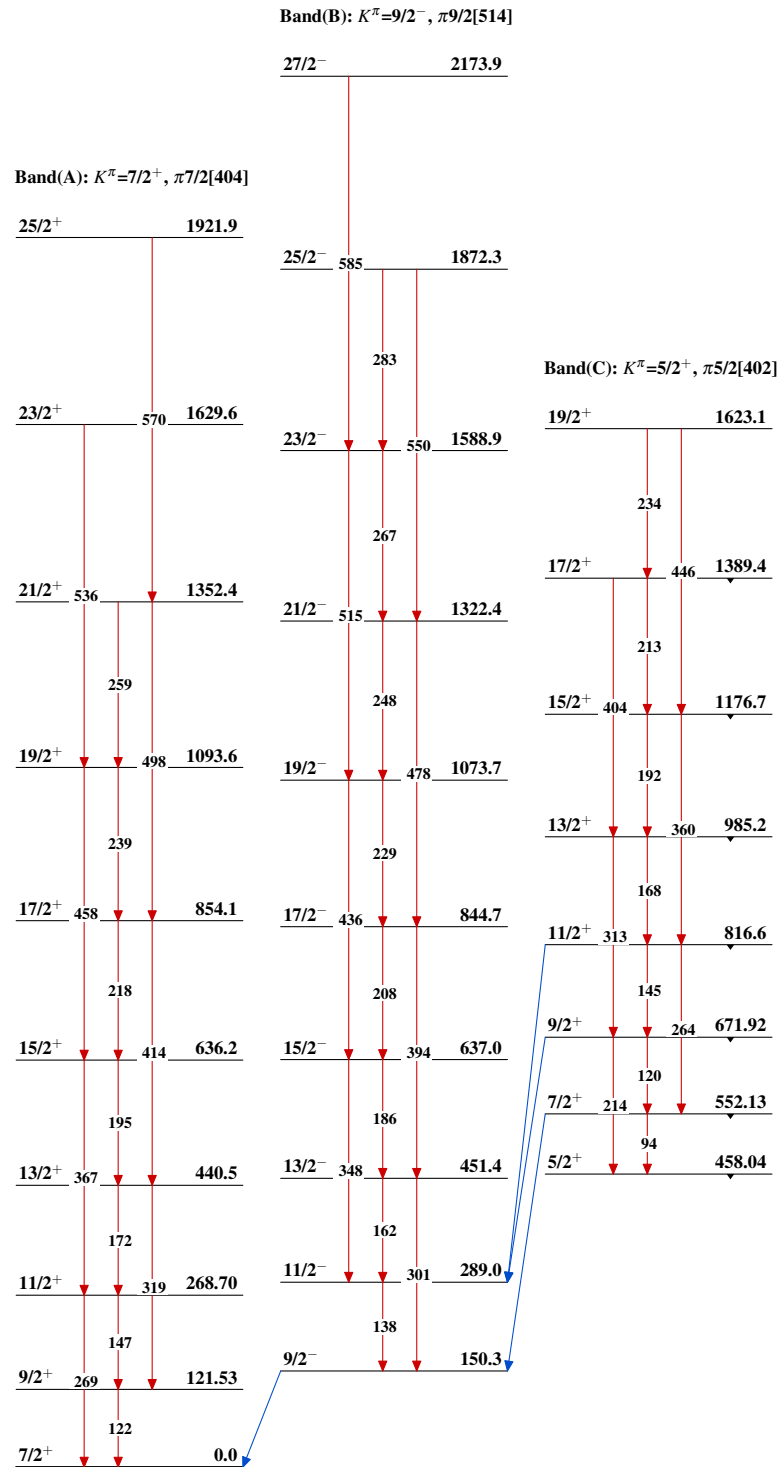 Band(B): K^π=9/2⁻, π9/2[514]
27/2⁻ 2173.9
Band(A): K^π=7/2⁺, π7/2[404]
25/2⁺ 1921.9
585
25/2⁻ 1872.3
283
Band(C): K^π=5/2⁺, π5/2[402]
23/2⁺ 570 1629.6
19/2⁺ 1623.1
23/2⁻ 550 1588.9
234
267
17/2⁺ 446 1389.4
21/2⁺ 536 1352.4
21/2⁻ 515 1322.4
213
259
248
15/2⁺ 404 1176.7
19/2⁺ 498 1093.6
19/2⁻ 478 1073.7
192
13/2⁺ 360 985.2
239
229
17/2⁺ 458 854.1
17/2⁻ 436 844.7
168
11/2⁺ 313 816.6
218
208
145
9/2⁺ 264 671.92
15/2⁺ 414 636.2
15/2⁻ 394 637.0
120
7/2⁺ 214 552.13
195
186
94
5/2⁺ 458.04
13/2⁺ 367 440.5
13/2⁻ 348 451.4
172
162
11/2⁺ 319 268.70
11/2⁻ 301 289.0
147
138
9/2⁻ 150.3
9/2⁺ 269 121.53
122
7/2⁺ 0.0